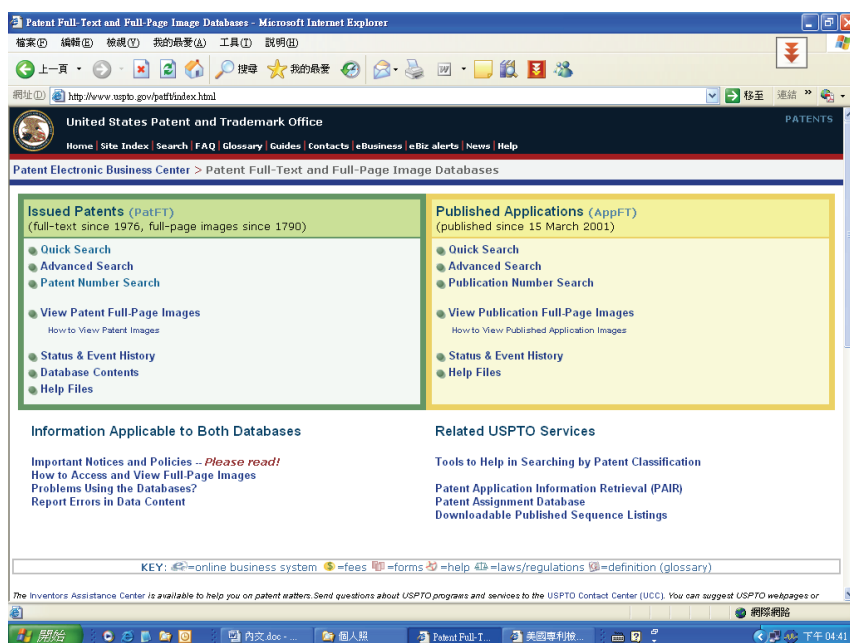 Patent Full-Text and Full-Page Image Databases - Microsoft Internet Explorer
檔案(F) 編輯(E) 檢視(V) 我的最愛(A) 工具(T) 說明(H)
上一頁 搜尋 我的最愛
網址(D) http://www.uspto.gov/patft/index.html 移至 連結 »
United States Patent and Trademark Office PATENTS
Home | Site Index | Search | FAQ | Glossary | Guides | Contacts | eBusiness | eBiz alerts | News | Help
Patent Electronic Business Center > Patent Full-Text and Full-Page Image Databases
Issued Patents (PatFT)
(full-text since 1976, full-page images since 1790)
Quick Search
Advanced Search
Patent Number Search
View Patent Full-Page Images
How to View Patent Images
Status & Event History
Database Contents
Help Files
Published Applications (AppFT)
(published since 15 March 2001)
Quick Search
Advanced Search
Publication Number Search
View Publication Full-Page Images
How to View Published Application Images
Status & Event History
Help Files
Information Applicable to Both Databases
Important Notices and Policies -- Please read!
How to Access and View Full-Page Images
Problems Using the Databases?
Report Errors in Data Content
Related USPTO Services
Tools to Help in Searching by Patent Classification
Patent Application Information Retrieval (PAIR)
Patent Assignment Database
Downloadable Published Sequence Listings
KEY: =online business system =fees =forms =help =laws/regulations =definition (glossary)
The Inventors Assistance Center is available to help you on patent matters. Send questions about USPTO programs and services to the USPTO Contact Center (UCC). You can suggest USPTO webpages or
網際網路
開始 內文.doc - ... 個人照 Patent Full-T... 美國專利檢... 下午 04:41